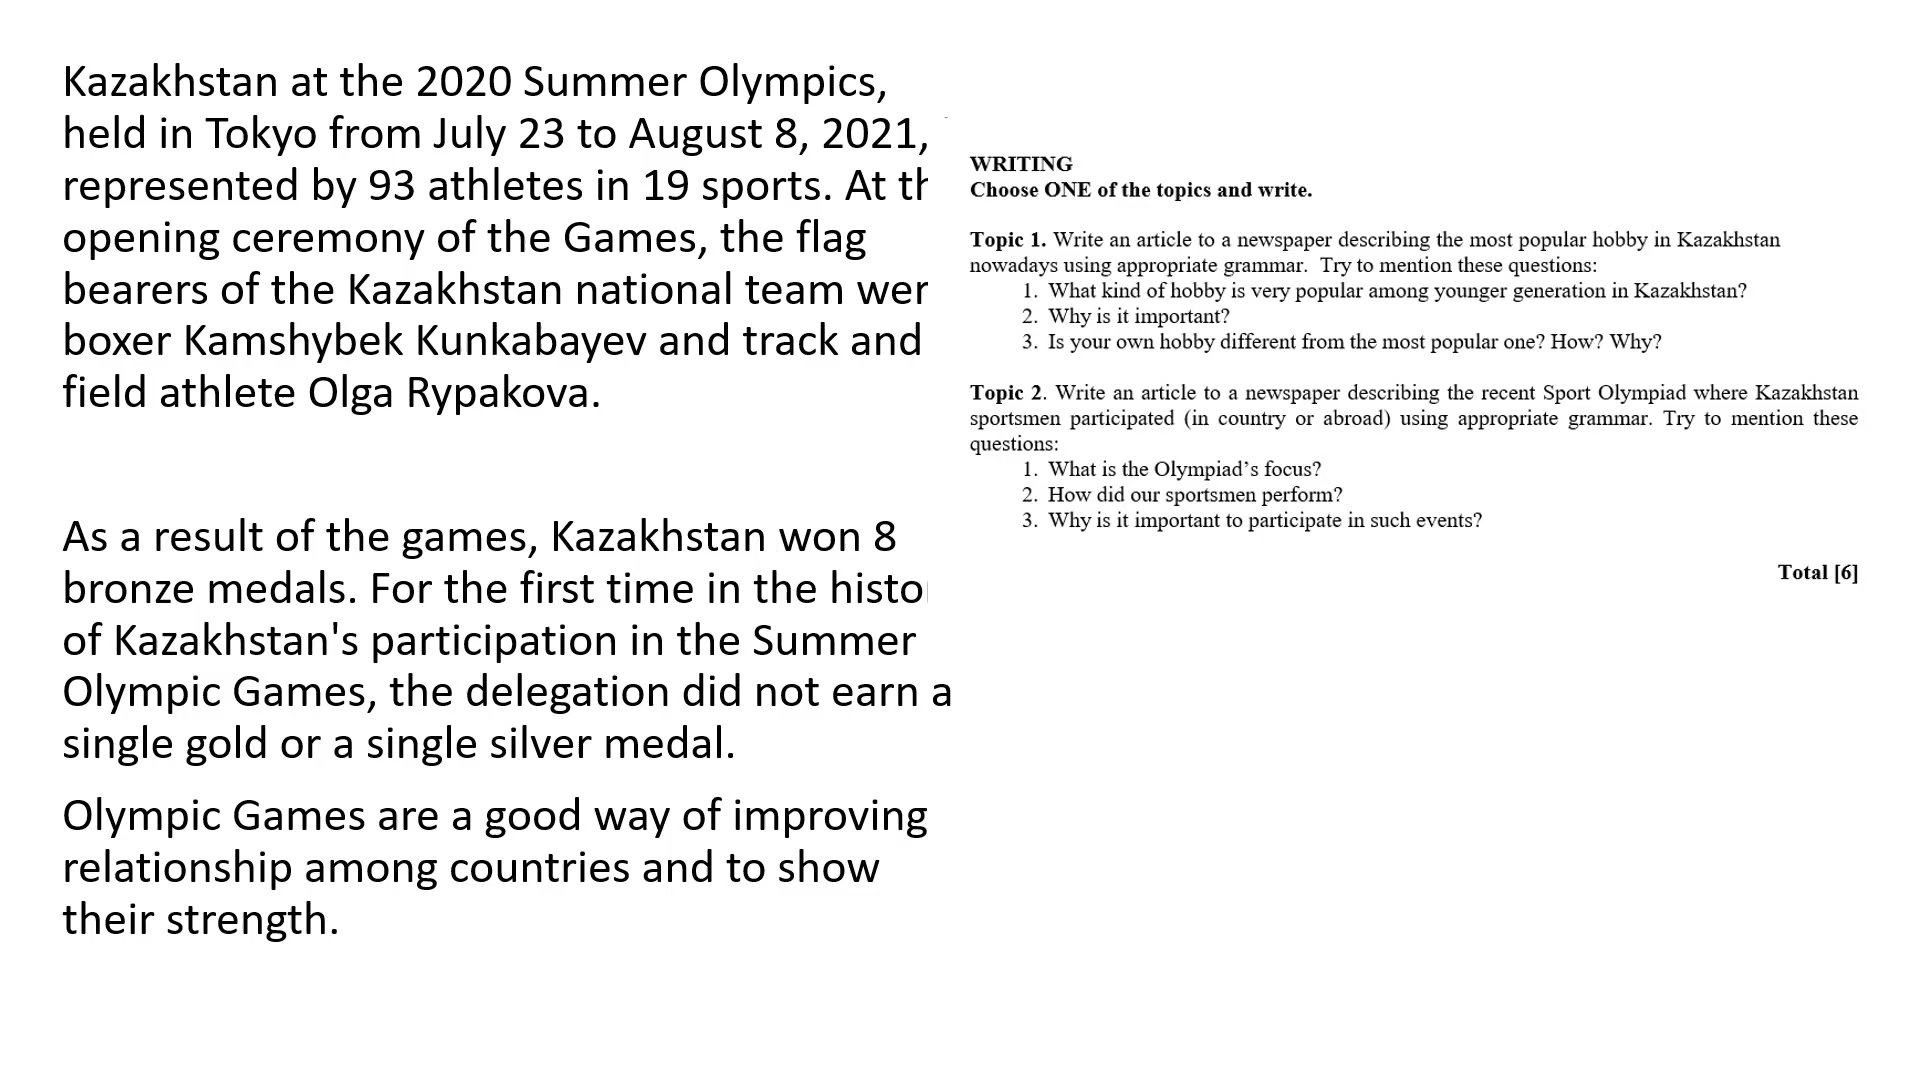 Kazakhstan at the 2020 Summer Olympics,
held in Tokyo from July 23 to August 8, 2021,
represented by 93 athletes in 19 sports. At th
opening ceremony of the Games, the flag
bearers of the Kazakhstan national team wer
boxer Kamshybek Kunkabayev and track and
field athlete Olga Rypakova.
As a result of the games, Kazakhstan won 8
bronze medals. For the first time in the histo
of Kazakhstan's participation in the Summer
Olympic Games, the delegation did not earn a
single gold or a single silver medal.
Olympic Games are a good way of improving
relationship among countries and to show
their strength.
WRITING
Choose ONE of the topics and write.
Topic 1. Write an article to a newspaper describing the most popular hobby in Kazakhstan
nowadays using appropriate grammar. Try to mention these questions:
1. What kind of hobby is very popular among younger generation in Kazakhstan?
2. Why is it important?
3. Is your own hobby different from the most popular one? How? Why?
Topic 2. Write an article to a newspaper describing the recent Sport Olympiad where Kazakhstan
sportsmen participated (in country or abroad) using appropriate grammar. Try to mention these
questions:
1. What is the Olympiad’s focus?
2. How did our sportsmen perform?
3. Why is it important to participate in such events?
Total [6]